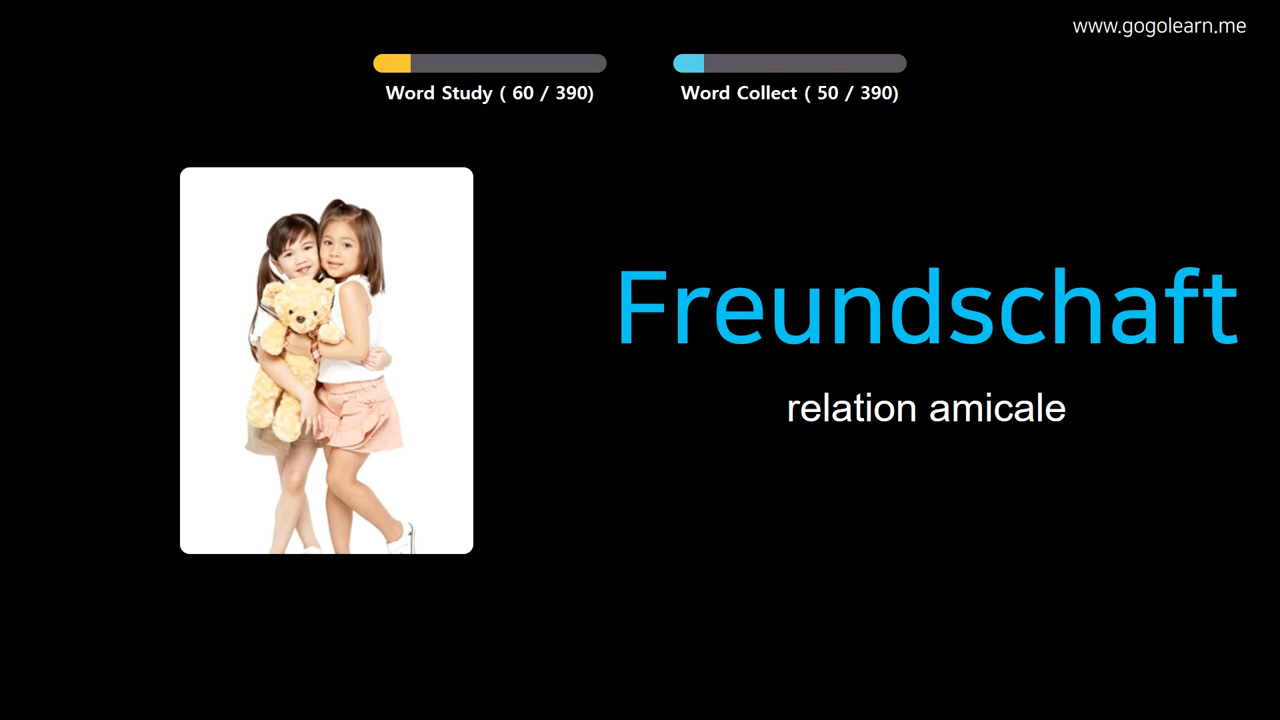 www.gogolearn.me
Word Study ( 60 / 390)
Word Collect ( 50 / 390)
Freundschaft
relation amicale